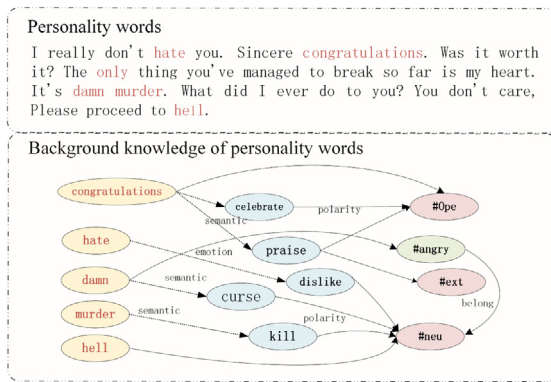 Personality words
I really don't hate you. Sincere congratulations. Was it worth
it? The only thing you've managed to break so far is my heart.
It's damn murder. What did I ever do to you? You don't care,
Please proceed to hell.
Background knowledge of personality words
congratulations
celebrate
polarity
#Ope
semantic
hate
emotion
praise
#angry
damn
semantic
dislike
#ext
curse
belong
murder
semantic
polarity
kill
#neu
hell